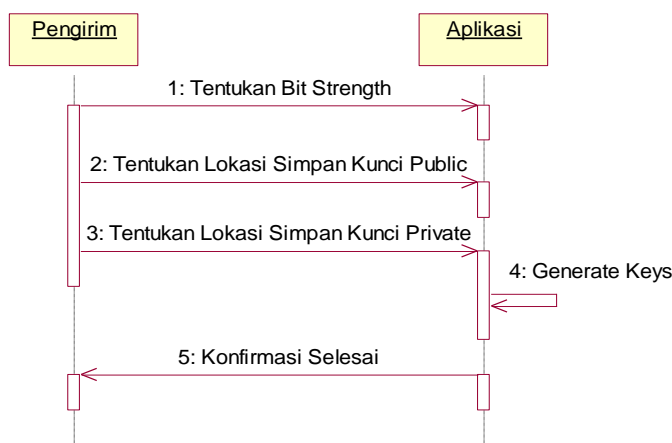 Pengirim
Aplikasi
1: Tentukan Bit Strength
2: Tentukan Lokasi Simpan Kunci Public
3: Tentukan Lokasi Simpan Kunci Private
4: Generate Keys
5: Konfirmasi Selesai